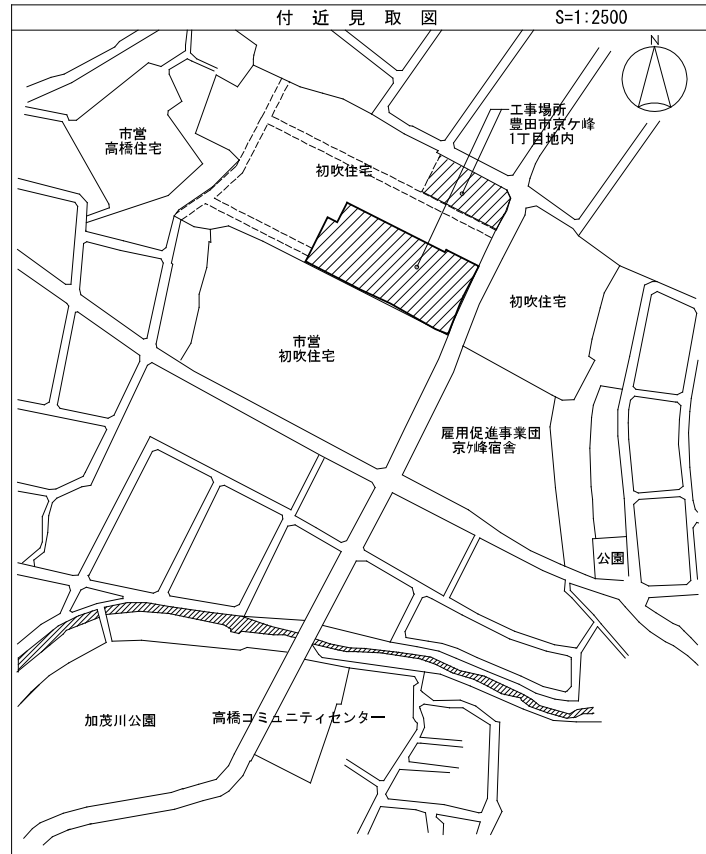 付近見取図 S=1:2500
N
工事場所
豊田市京ケ峰
1丁目地内
市営
高橋住宅
初吹住宅
初吹住宅
市営
初吹住宅
雇用促進事業団
京ヶ峰宿舎
公園
加茂川公園
高橋コミュニティセンター